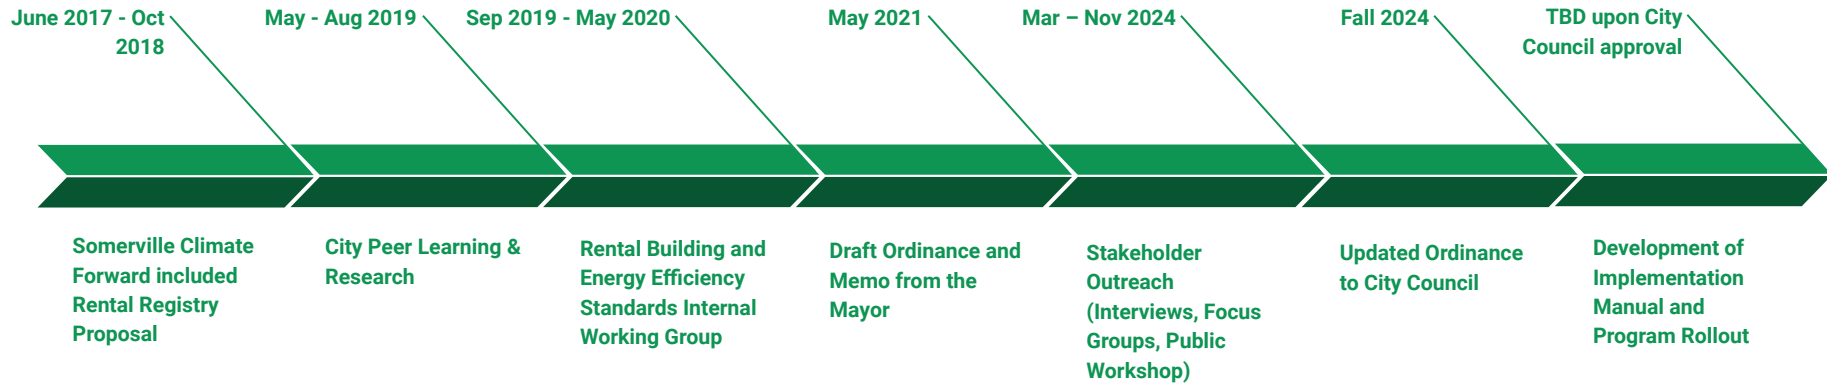 June 2017 - Oct
2018
May - Aug 2019
Sep 2019 - May 2020
May 2021
Mar – Nov 2024
Fall 2024
TBD upon City
Council approval
Somerville Climate
Forward included
Rental Registry
Proposal
City Peer Learning &
Research
Rental Building and
Energy Efficiency
Standards Internal
Working Group
Draft Ordinance and
Memo from the
Mayor
Stakeholder
Outreach
(Interviews, Focus
Groups, Public
Workshop)
Updated Ordinance
to City Council
Development of
Implementation
Manual and
Program Rollout